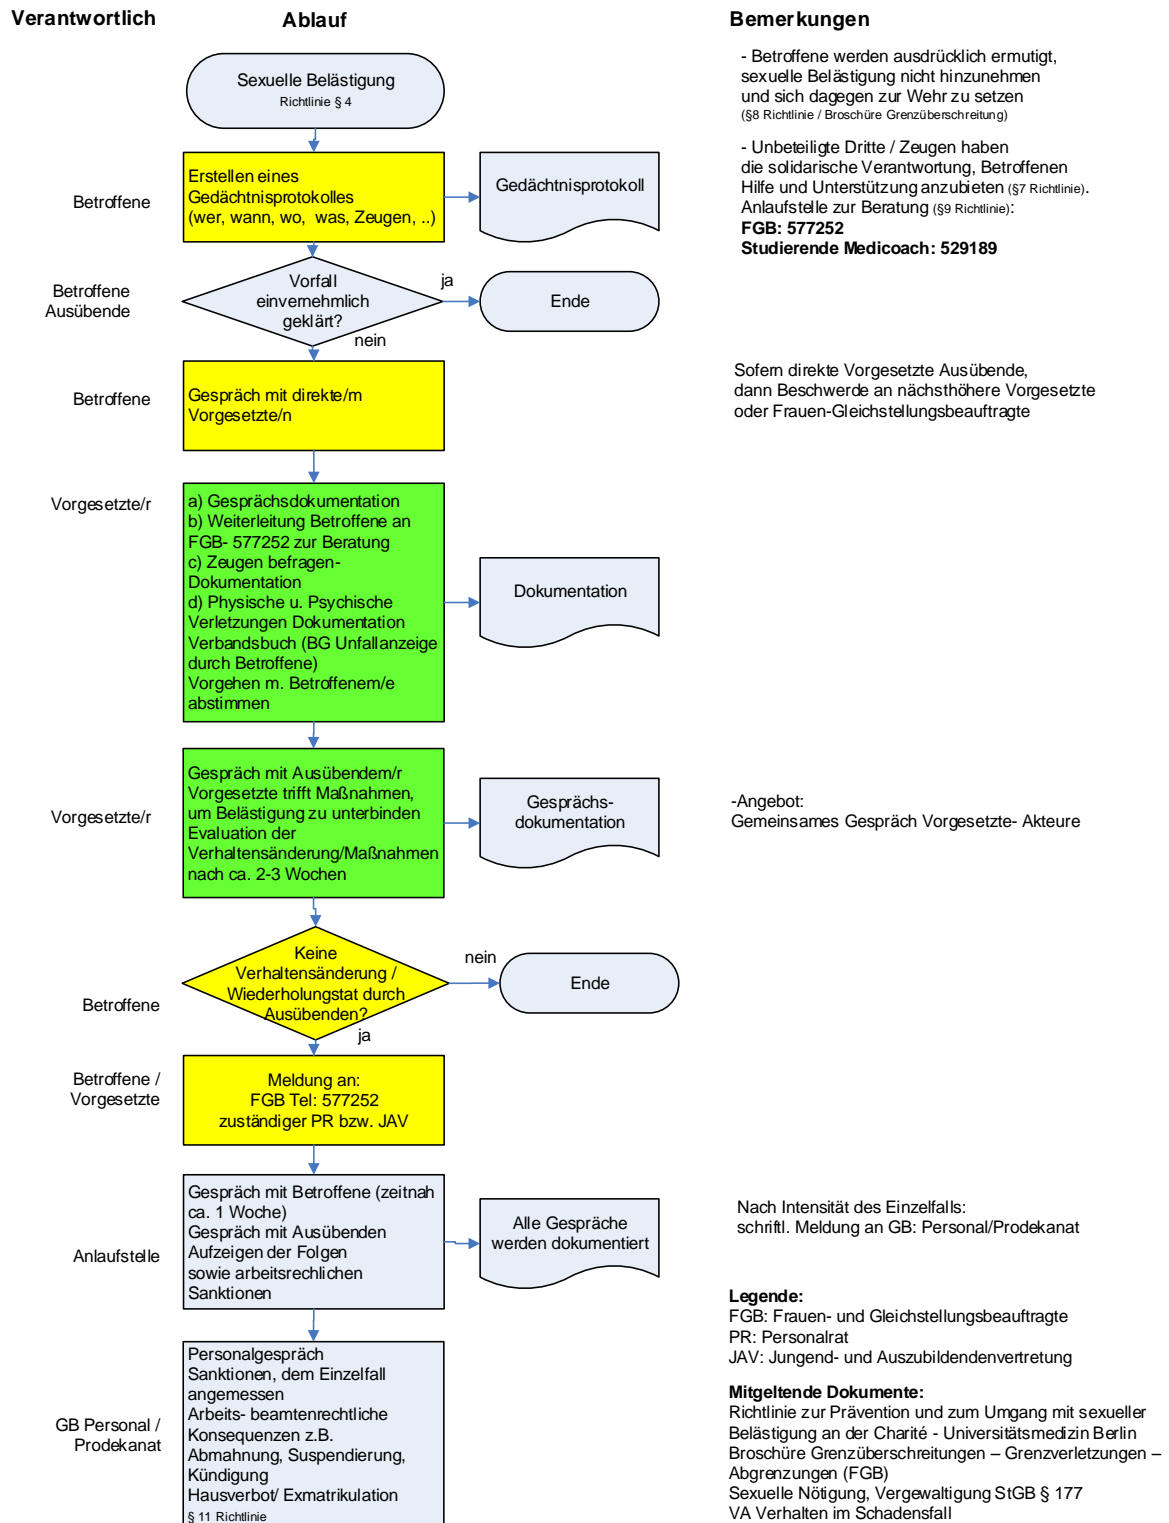 Verantwortlich
Ablauf
Bemerkungen
Sexuelle Belästigung
Richtlinie § 4
- Betroffene werden ausdrücklich ermutigt,
sexuelle Belästigung nicht hinzunehmen
und sich dagegen zur Wehr zu setzen
(§8 Richtlinie / Broschüre Grenzüberschreitung)
- Unbeteiligte Dritte / Zeugen haben
die solidarische Verantwortung, Betroffenen
Hilfe und Unterstützung anzubieten (§7 Richtlinie).
Anlaufstelle zur Beratung (§9 Richtlinie):
FGB: 577252
Studierende Medicoach: 529189
Betroffene
Erstellen eines
Gedächtnisprotokolles
(wer, wann, wo, was, Zeugen, ..)
Gedächtnisprotokoll
Betroffene
Ausübende
Vorfall
einvernehmlich
geklärt?
ja
Ende
nein
Betroffene
Gespräch mit direkte/m
Vorgesetzte/n
Sofern direkte Vorgesetzte Ausübende,
dann Beschwerde an nächsthöhere Vorgesetzte
oder Frauen-Gleichstellungsbeauftragte
Vorgesetzte/r
a) Gesprächsdokumentation
b) Weiterleitung Betroffene an
FGB- 577252 zur Beratung
c) Zeugen befragen-
Dokumentation
d) Physische u. Psychische
Verletzungen Dokumentation
Verbandsbuch (BG Unfallanzeige
durch Betroffene)
Vorgehen m. Betroffenem/e
abstimmen
Dokumentation
Vorgesetzte/r
Gespräch mit Ausübendem/r
Vorgesetzte trifft Maßnahmen,
um Belästigung zu unterbinden
Evaluation der
Verhaltensänderung/Maßnahmen
nach ca. 2-3 Wochen
Gesprächs-
dokumentation
-Angebot:
Gemeinsames Gespräch Vorgesetzte- Akteure
Betroffene
Keine
Verhaltensänderung /
Wiederholungstat durch
Ausübenden?
nein
Ende
ja
Betroffene /
Vorgesetzte
Meldung an:
FGB Tel: 577252
zuständiger PR bzw. JAV
Anlaufstelle
Gespräch mit Betroffene (zeitnah
ca. 1 Woche)
Gespräch mit Ausübenden
Aufzeigen der Folgen
sowie arbeitsrechlichen
Sanktionen
Alle Gespräche
werden dokumentiert
Nach Intensität des Einzelfalls:
schriftl. Meldung an GB: Personal/Prodekanat
Legende:
FGB: Frauen- und Gleichstellungsbeauftragte
PR: Personalrat
JAV: Jungend- und Auszubildendenvertretung
GB Personal /
Prodekanat
Personalgespräch
Sanktionen, dem Einzelfall
angemessen
Arbeits- beamtenrechtliche
Konsequenzen z.B.
Abmahnung, Suspendierung,
Kündigung
Hausverbot/ Exmatrikulation
§ 11 Richtlinie
Mitgeltende Dokumente:
Richtlinie zur Prävention und zum Umgang mit sexueller
Belästigung an der Charité - Universitätsmedizin Berlin
Broschüre Grenzüberschreitungen – Grenzverletzungen –
Abgrenzungen (FGB)
Sexuelle Nötigung, Vergewaltigung StGB § 177
VA Verhalten im Schadensfall